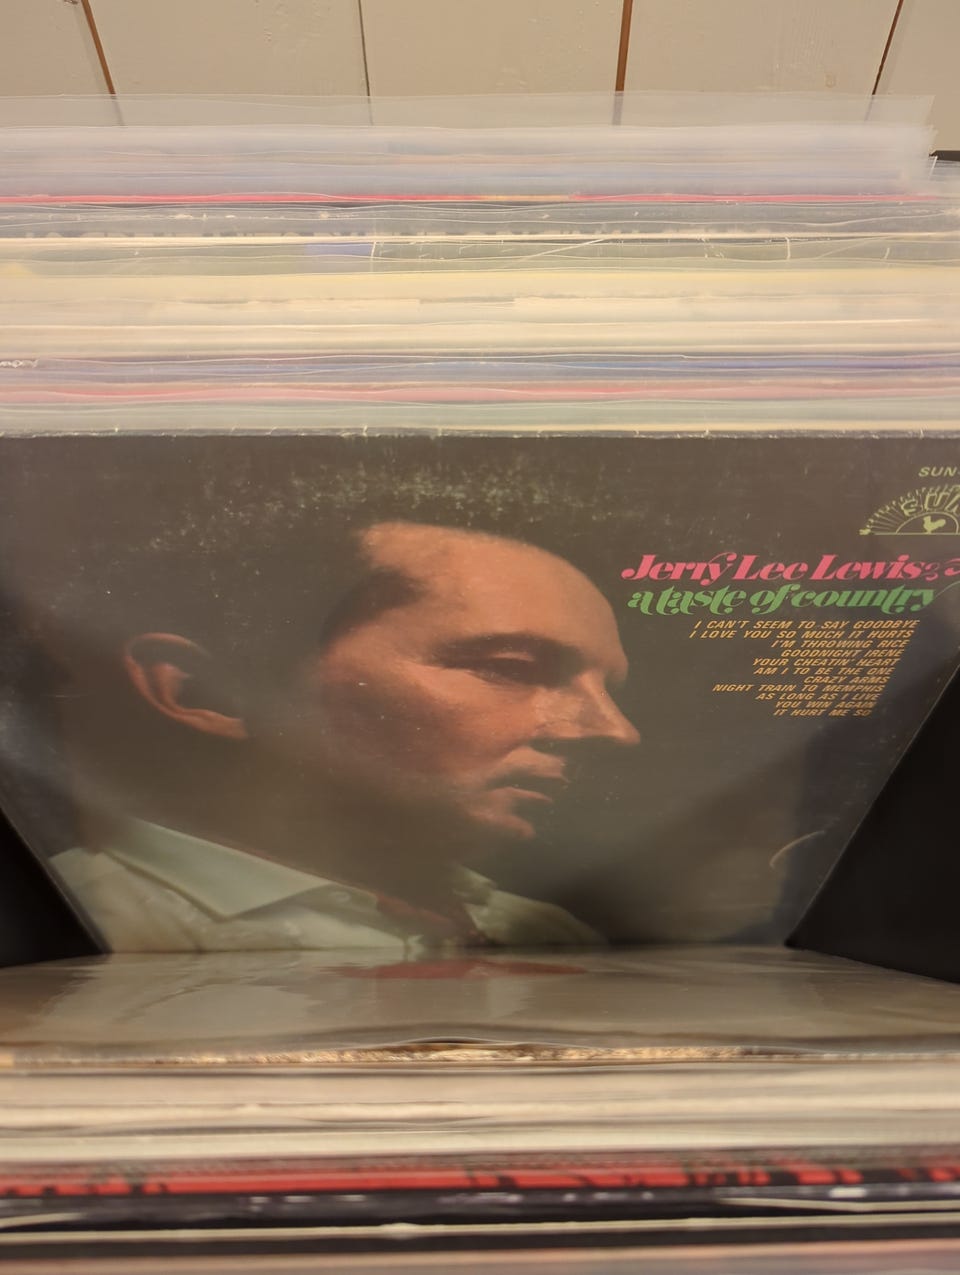 SUN
SUN
Jerry Lee Lewis
a taste of country
I CAN'T SEEM TO SAY GOODBYE
I LOVE YOU SO MUCH IT HURTS
I'M THROWING RICE
GOODNIGHT IRENE
YOUR CHEATIN' HEART
AM I TO BE THE ONE
CRAZY ARMS
NIGHT TRAIN TO MEMPHIS
AS LONG AS I LIVE
YOU WIN AGAIN
IT HURT ME SO